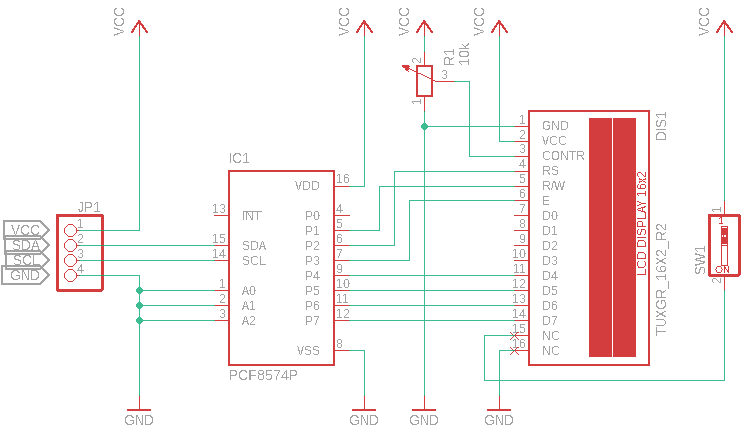 VCC
VCC
VCC
VCC
VCC
R1
10k
2
3
1
IC1
JP1
VCC 1
SDA 2
SCL 3
GND 4
13 INT
15 SDA
14 SCL
1 A0
2 A1
3 A2
VDD 16
P0 4
P1 5
P2 6
P3 7
P4 9
P5 10
P6 11
P7 12
VSS 8
PCF8574P
1 GND
2 VCC
3 CONTR
4 RS
5 R/W
6 E
7 D0
8 D1
9 D2
10 D3
11 D4
12 D5
13 D6
14 D7
15 NC
16 NC
LCD DISPLAY 16x2
DIS1
TUXGR_16X2_R2
SW1
1
1
ON
2
GND
GND
GND
GND